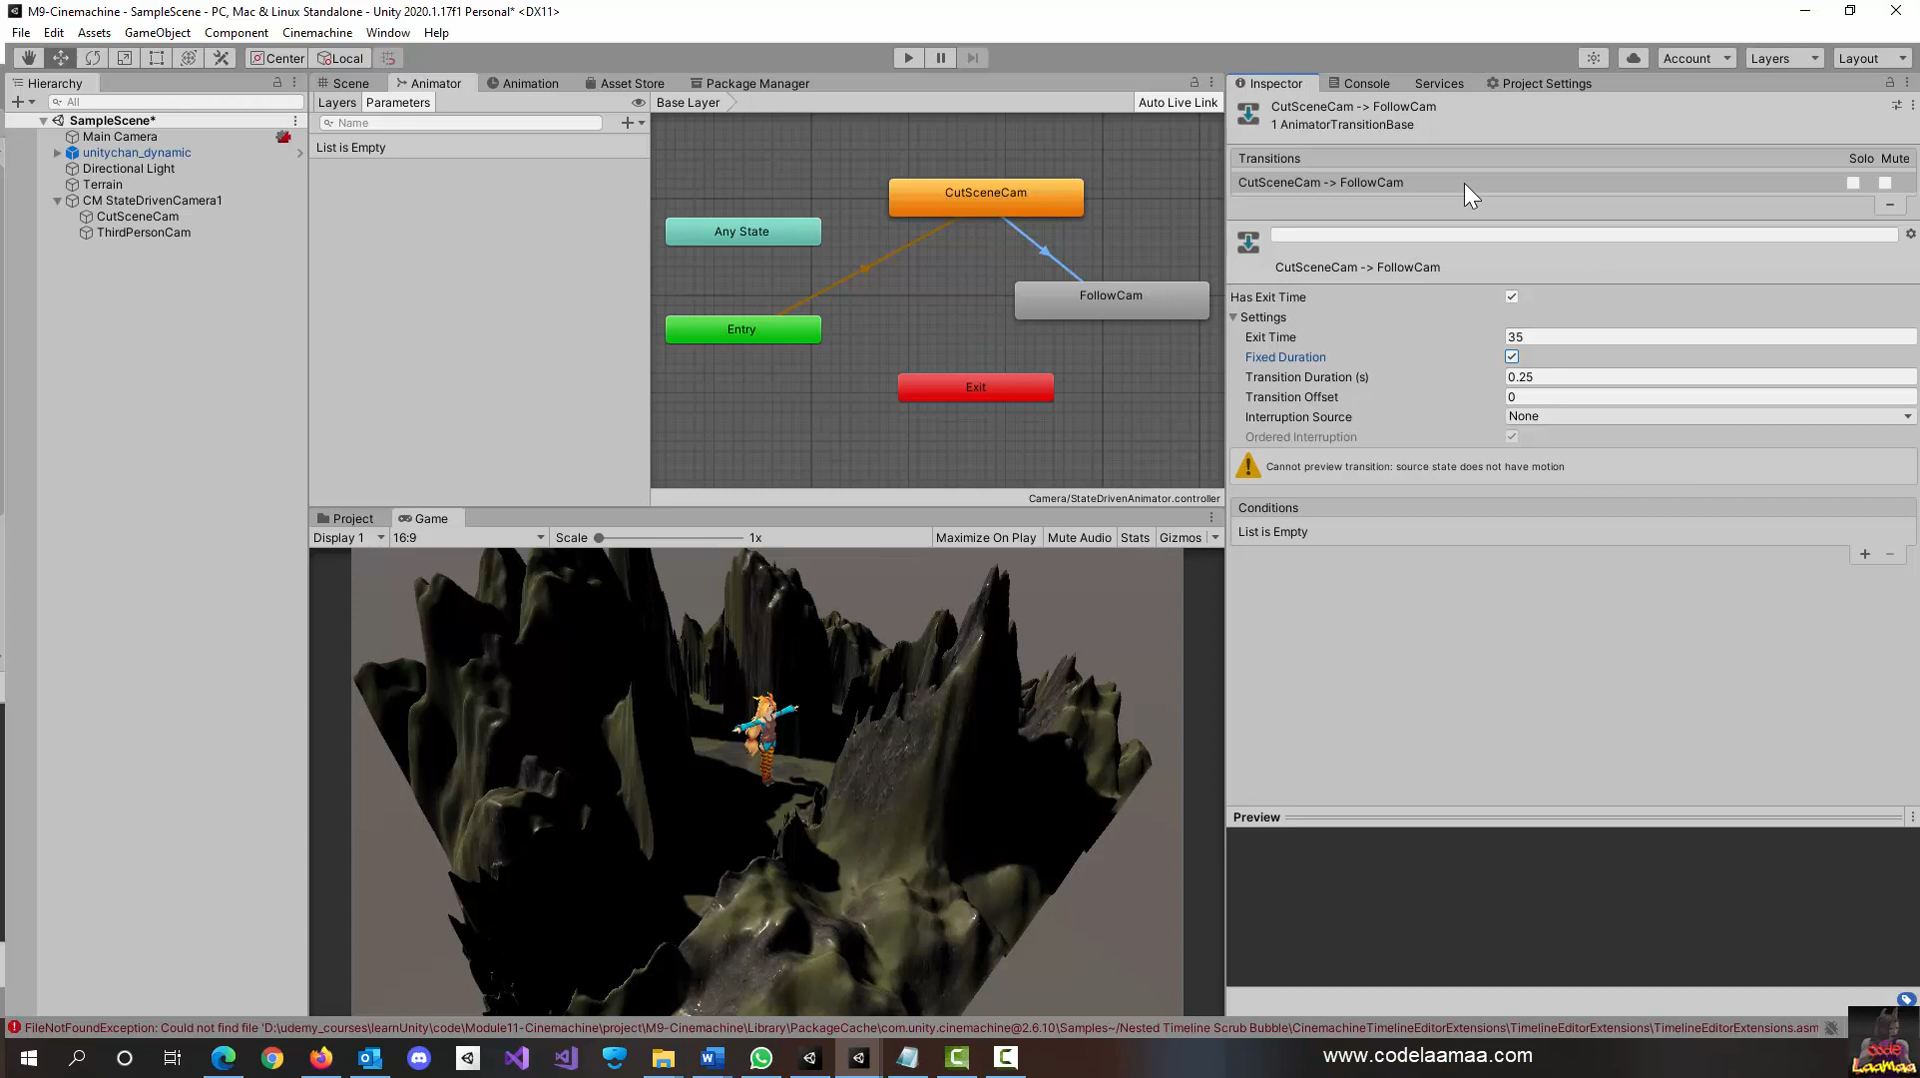 M9-Cinemachine - SampleScene - PC, Mac & Linux Standalone - Unity 2020.1.17f1 Personal* <DX11>
File Edit Assets GameObject Component Cinemachine Window Help
Center Local Account Layers Layout
Hierarchy
All
SampleScene*
Main Camera
unitychan_dynamic
Directional Light
Terrain
CM StateDrivenCamera1
CutSceneCam
ThirdPersonCam
Scene Animator Animation Asset Store Package Manager
Layers Parameters Base Layer Auto Live Link
Name
List is Empty
CutSceneCam
Any State
FollowCam
Entry
Exit
Camera/StateDrivenAnimator.controller
Project Game
Display 1 16:9 Scale 1x Maximize On Play Mute Audio Stats Gizmos
Inspector Console Services Project Settings
CutSceneCam -> FollowCam
1 AnimatorTransitionBase
Transitions Solo Mute
CutSceneCam -> FollowCam
CutSceneCam -> FollowCam
Has Exit Time
Settings
Exit Time 35
Fixed Duration
Transition Duration (s) 0.25
Transition Offset 0
Interruption Source None
Ordered Interruption
Cannot preview transition: source state does not have motion
Conditions
List is Empty
Preview
FileNotFoundException: Could not find file 'D:\udemy_courses\learnUnity\code\Module11-Cinemachine\project\M9-Cinemachine\Library\PackageCache\com.unity.cinemachine@2.6.10\Samples~/Nested Timeline Scrub Bubble\CinemachineTimelineEditorExtensions\TimelineEditorExtensions\TimelineEditorExtensions.asm
www.codelaamaa.com
Code
Laamaa